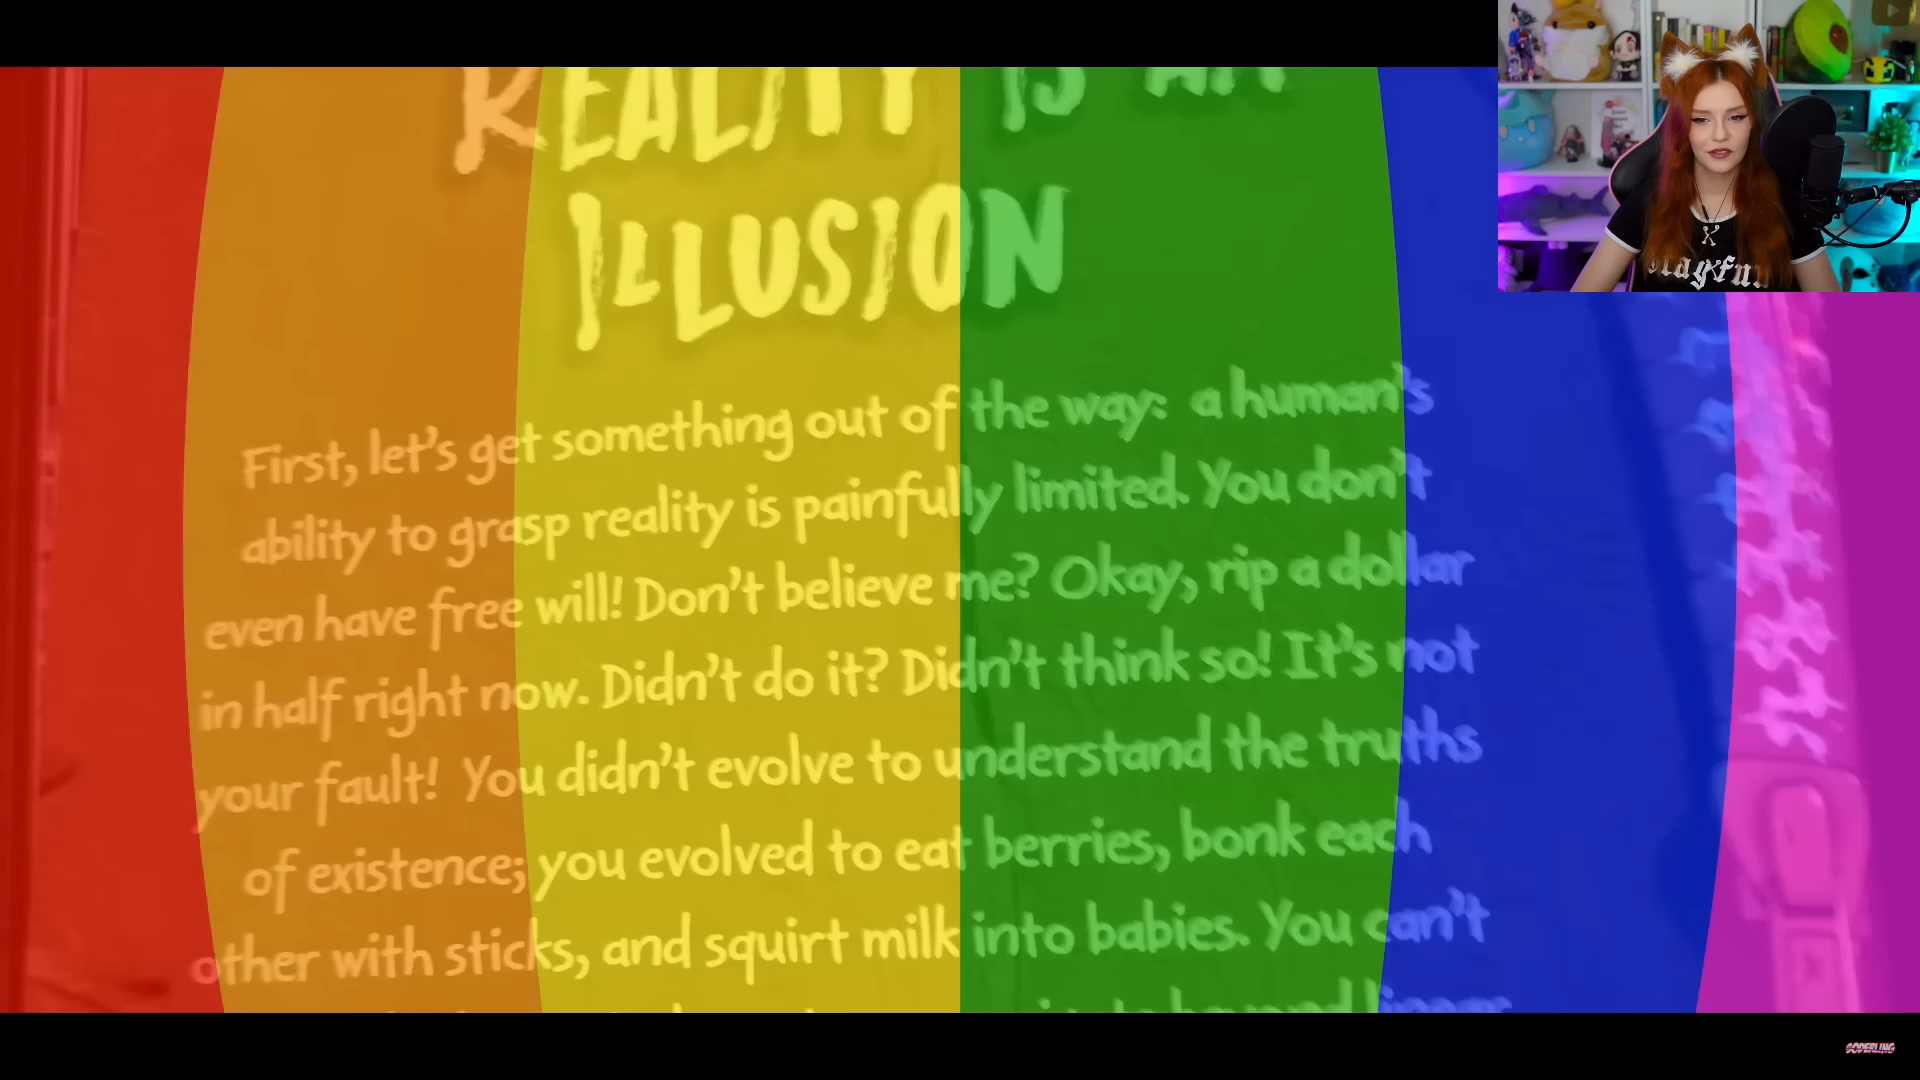 REALITY IS AN
ILLUSION
First, let's get something out of the way: a human's
ability to grasp reality is painfully limited. You don't
even have free will! Don't believe me? Okay, rip a dollar
in half right now. Didn't do it? Didn't think so! It's not
your fault! You didn't evolve to understand the truths
of existence; you evolved to eat berries, bonk each
other with sticks, and squirt milk into babies. You can't
playful
SODERLING